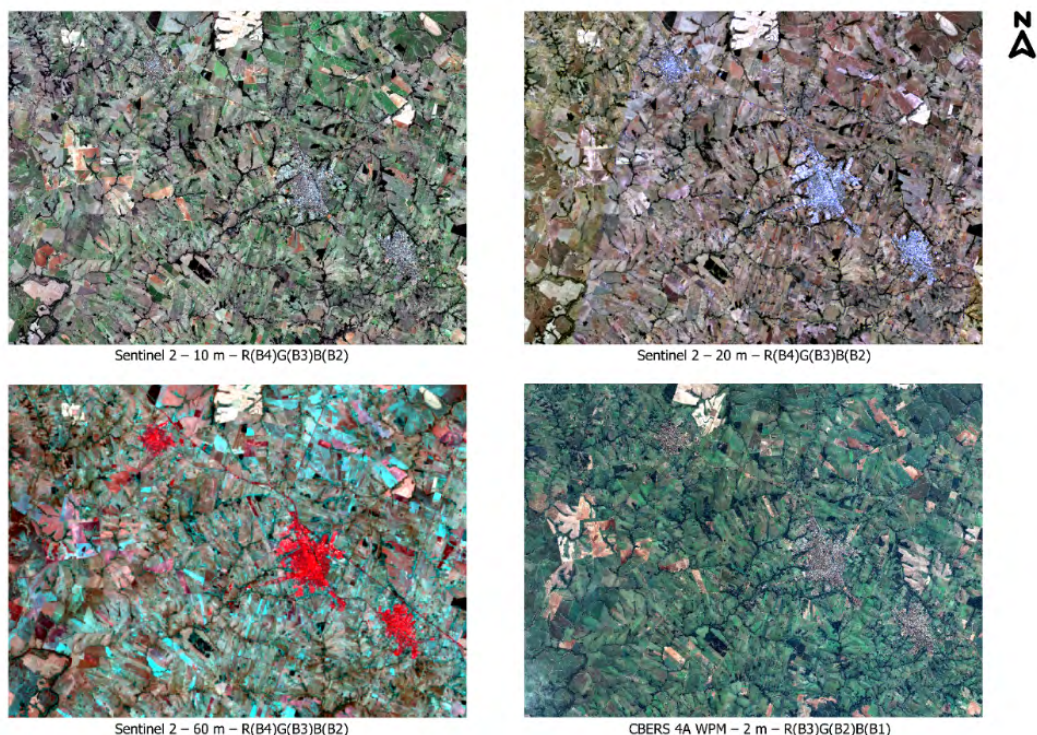 N
Sentinel 2 – 10 m – R(B4)G(B3)B(B2)
Sentinel 2 – 20 m – R(B4)G(B3)B(B2)
Sentinel 2 – 60 m – R(B4)G(B3)B(B2)
CBERS 4A WPM – 2 m – R(B3)G(B2)B(B1)